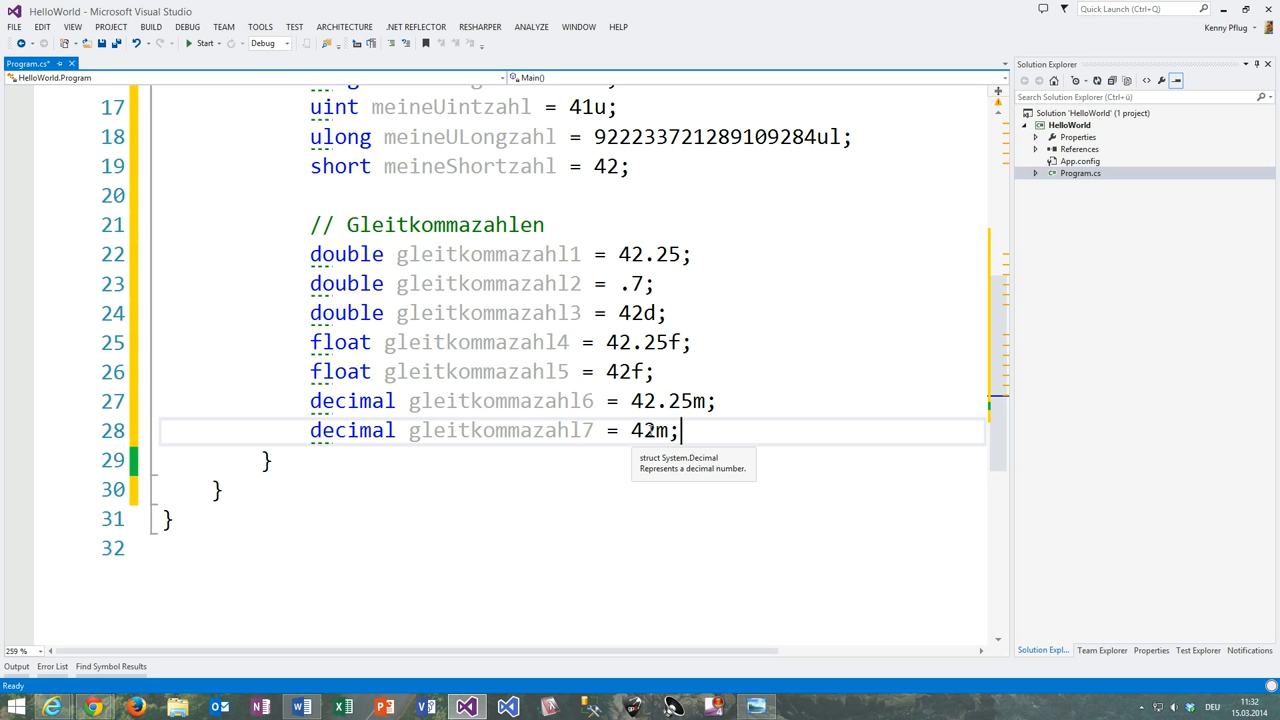 HelloWorld - Microsoft Visual Studio
Quick Launch (Ctrl+Q)
FILE EDIT VIEW PROJECT BUILD DEBUG TEAM TOOLS TEST ARCHITECTURE .NET REFLECTOR RESHARPER ANALYZE WINDOW HELP
Kenny Pflug
Start
Debug
Program.cs*
HelloWorld.Program
Main()
17 uint meineUintzahl = 41u;
18 ulong meineULongzahl = 922233721289109284ul;
19 short meineShortzahl = 42;
20
21 // Gleitkommazahlen
22 double gleitkommazahl1 = 42.25;
23 double gleitkommazahl2 = .7;
24 double gleitkommazahl3 = 42d;
25 float gleitkommazahl4 = 42.25f;
26 float gleitkommazahl5 = 42f;
27 decimal gleitkommazahl6 = 42.25m;
28 decimal gleitkommazahl7 = 42m;
struct System.Decimal
Represents a decimal number.
29 }
30 }
31 }
32
259 %
Solution Explorer
Search Solution Explorer (Ctrl+ü)
Solution 'HelloWorld' (1 project)
HelloWorld
Properties
References
App.config
Program.cs
Solution Expl... Team Explorer Properties Test Explorer Notifications
Output Error List Find Symbol Results
Ready
DEU
11:32
15.03.2014